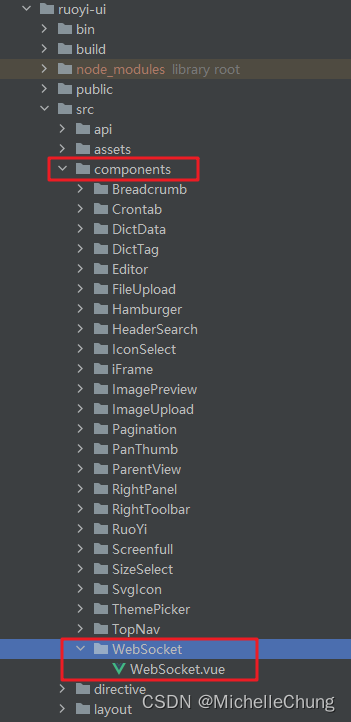 ruoyi-ui
bin
build
node_modules library root
public
src
api
assets
components
Breadcrumb
Crontab
DictData
DictTag
Editor
FileUpload
Hamburger
HeaderSearch
IconSelect
iFrame
ImagePreview
ImageUpload
Pagination
PanThumb
ParentView
RightPanel
RightToolbar
RuoYi
Screenfull
SizeSelect
SvgIcon
ThemePicker
TopNav
WebSocket
WebSocket.vue
directive
layout
CSDN @MichelleChung